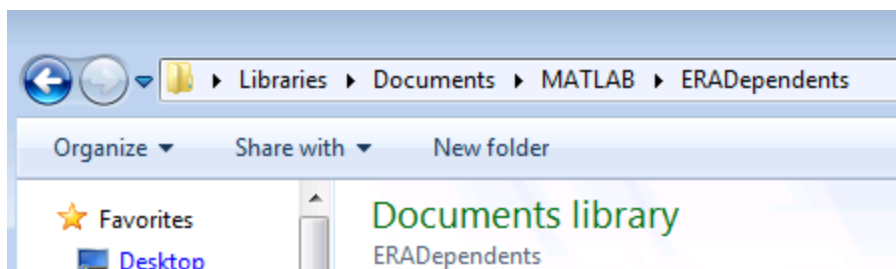 Libraries Documents MATLAB ERADependents
Organize Share with New folder
Favorites
Desktop
Documents library
ERADependents